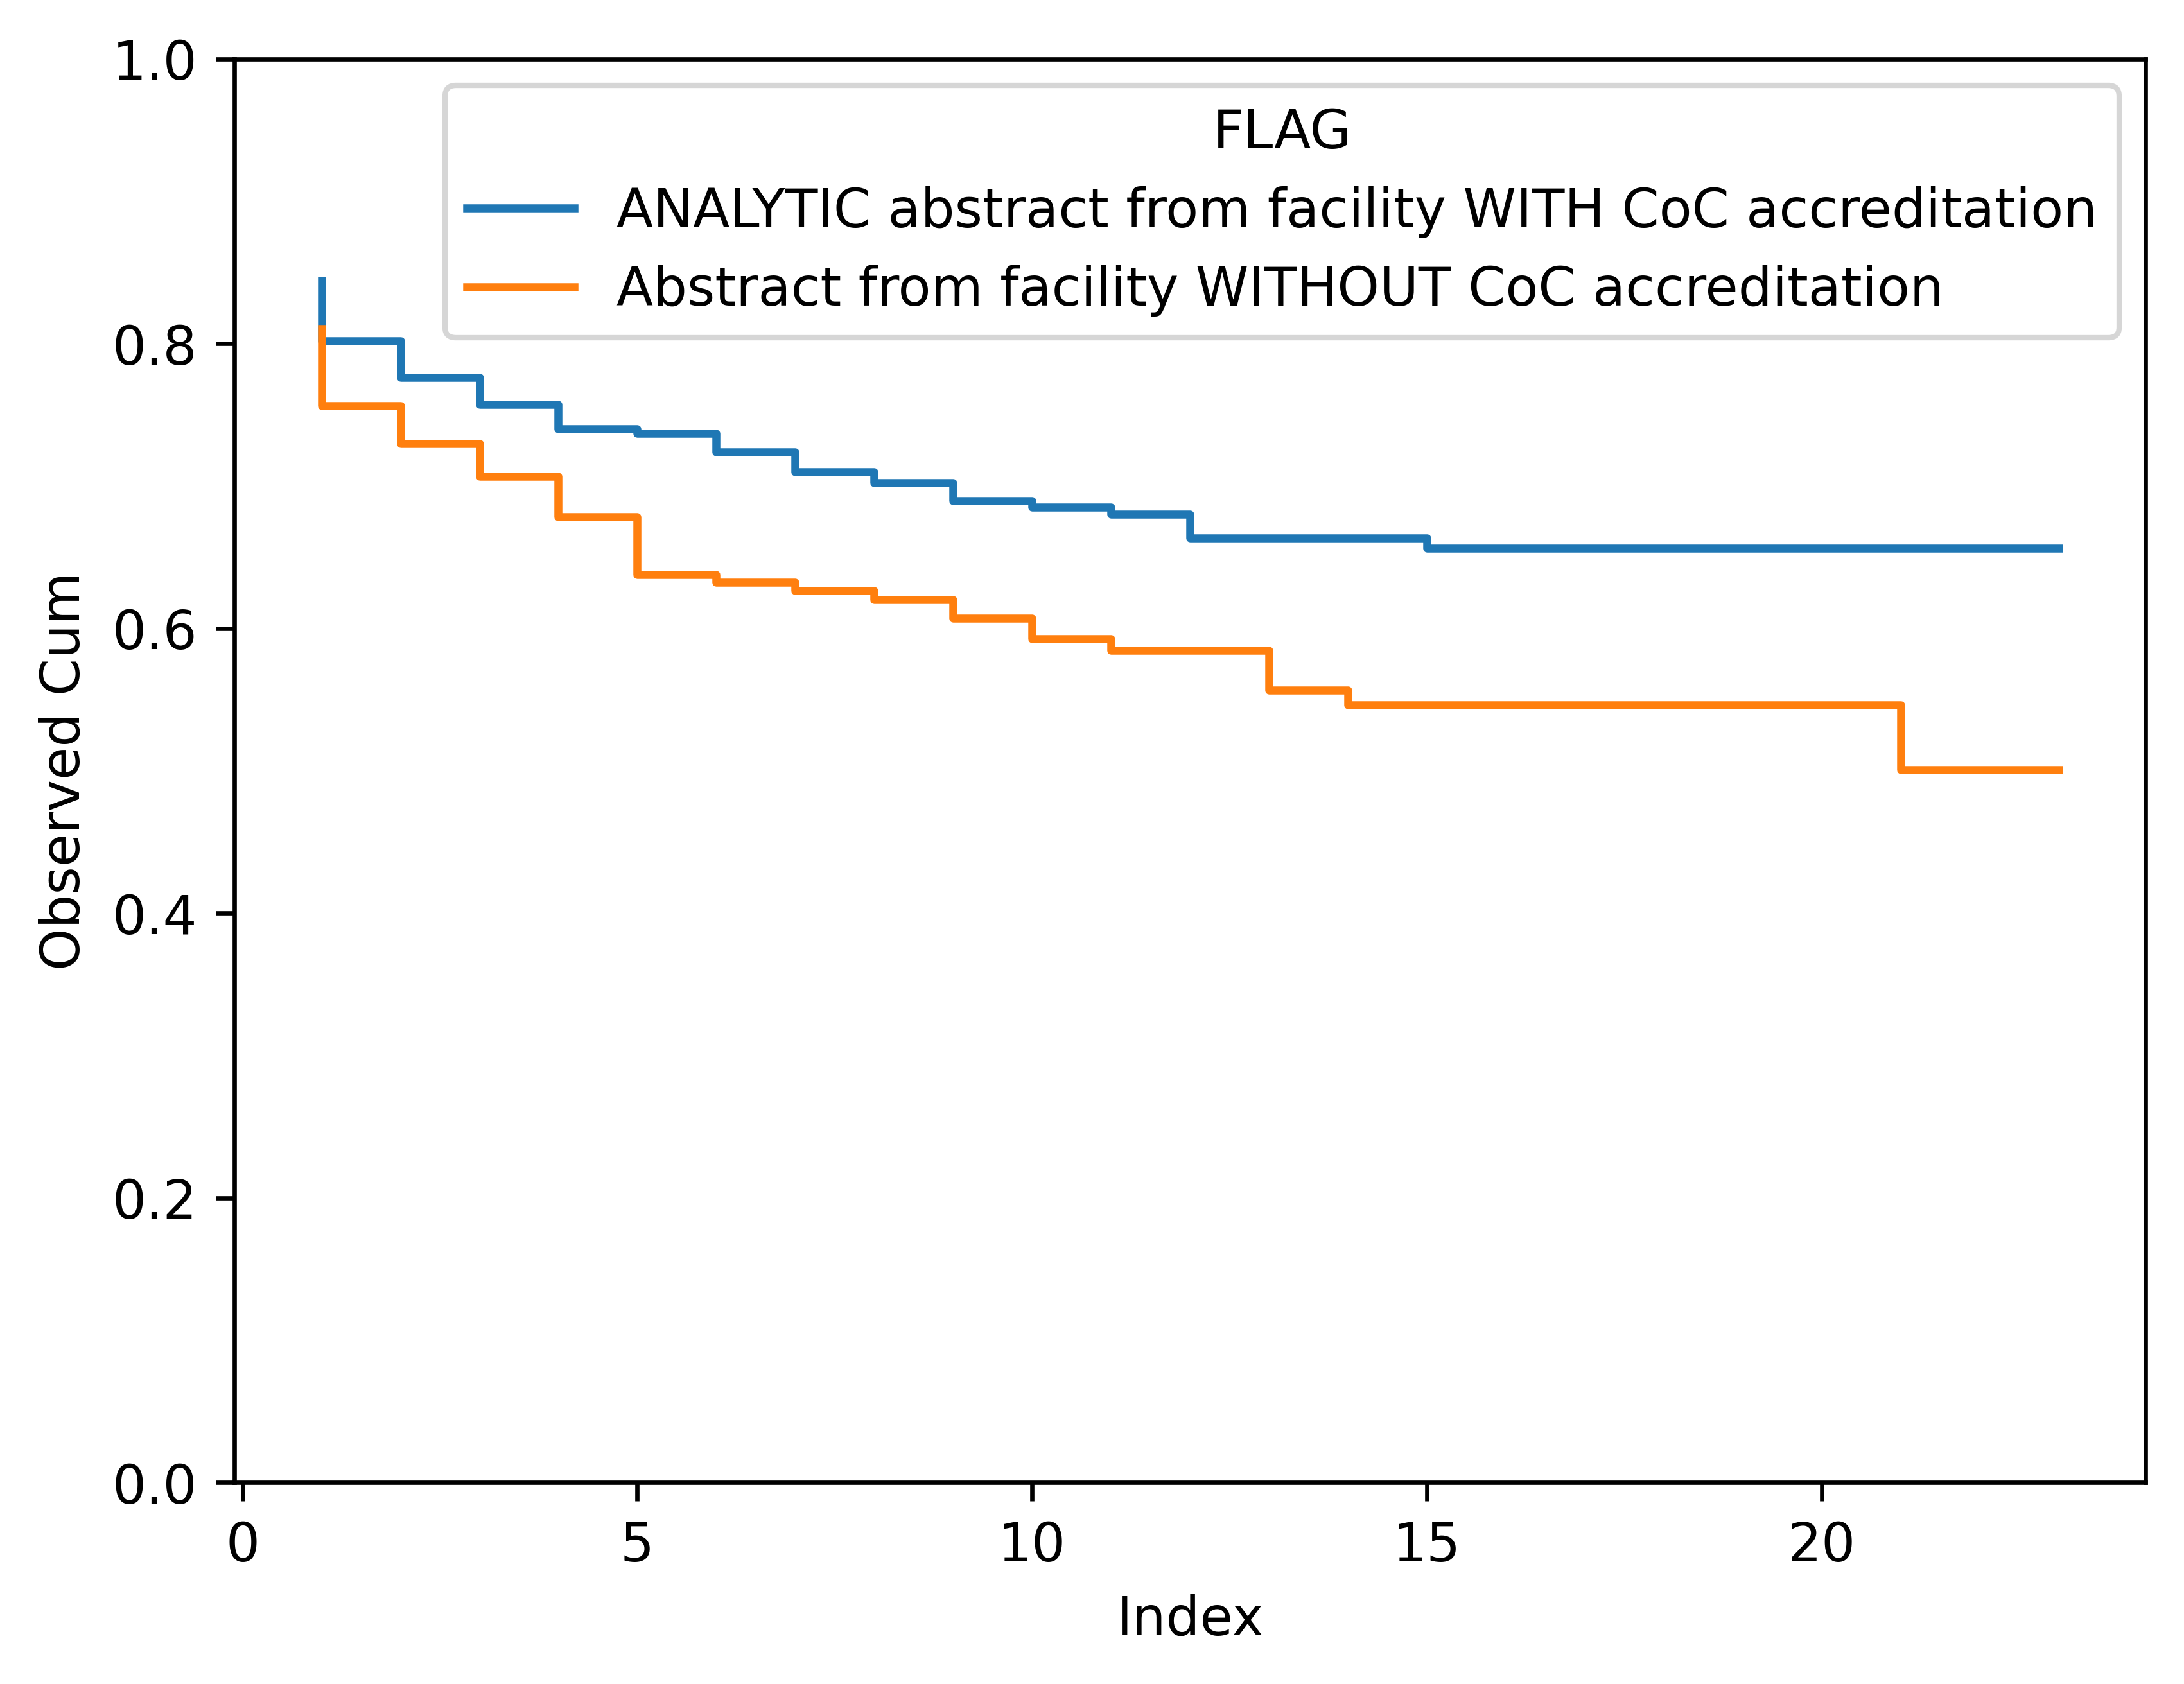 1.0
FLAG
ANALYTIC abstract from facility WITH CoC accreditation
Abstract from facility WITHOUT CoC accreditation
0.8
0.6
0.4
0.2
0.0
Observed Cum
0 5 10 15 20
Index